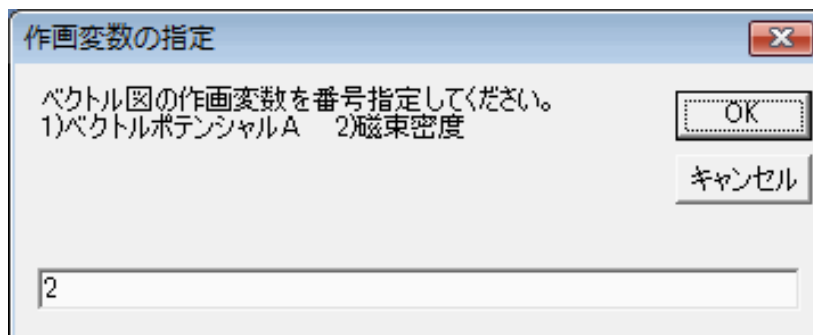 作画変数の指定
ベクトル図の作画変数を番号指定してください。
1)ベクトルポテンシャルA　2)磁束密度
OK
キャンセル
2